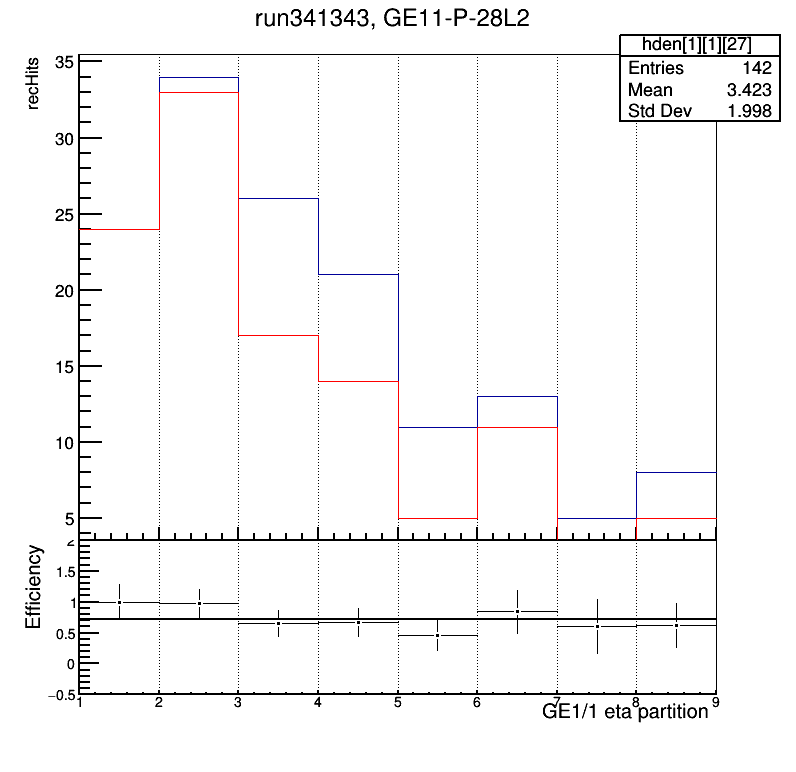 run341343, GE11-P-28L2
hden[1][1][27]
Entries 142
Mean 3.423
Std Dev 1.998
recHits
35
30
25
20
15
10
5
Efficiency
2
1.5
1
0.5
0
−0.5
1 2 3 4 5 6 7 8 9
GE1/1 eta partition